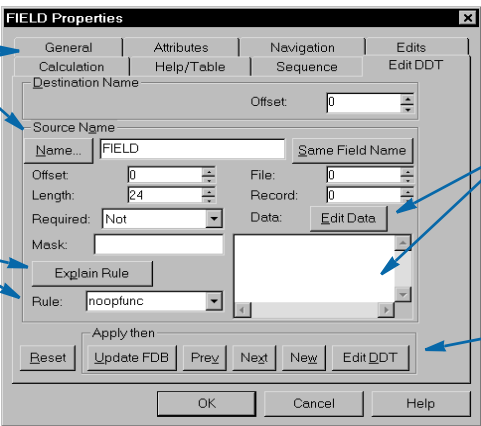 FIELD Properties
General Attributes Navigation Edits
Calculation Help/Table Sequence Edit DDT
Destination Name
Offset: 0
Source Name
Name... FIELD Same Field Name
Offset: 0 File: 0
Length: 24 Record: 0
Required: Not Data: Edit Data
Mask:
Explain Rule
Rule: noopfunc
Apply then
Reset Update FDB Prev Next New Edit DDT
OK Cancel Help